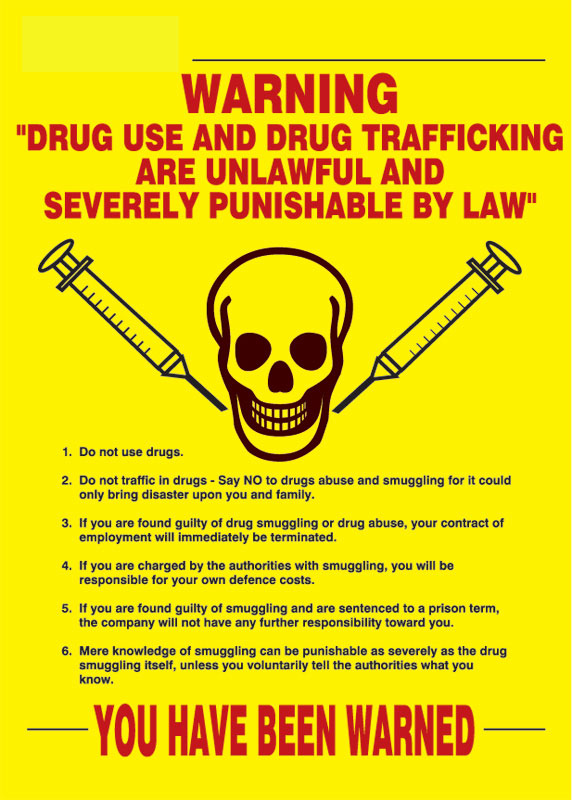 WARNING
"DRUG USE AND DRUG TRAFFICKING
ARE UNLAWFUL AND
SEVERELY PUNISHABLE BY LAW"
1. Do not use drugs.
2. Do not traffic in drugs - Say NO to drugs abuse and smuggling for it could
only bring disaster upon you and family.
3. If you are found guilty of drug smuggling or drug abuse, your contract of
employment will immediately be terminated.
4. If you are charged by the authorities with smuggling, you will be
responsible for your own defence costs.
5. If you are found guilty of smuggling and are sentenced to a prison term,
the company will not have any further responsibility toward you.
6. Mere knowledge of smuggling can be punishable as severely as the drug
smuggling itself, unless you voluntarily tell the authorities what you
know.
YOU HAVE BEEN WARNED